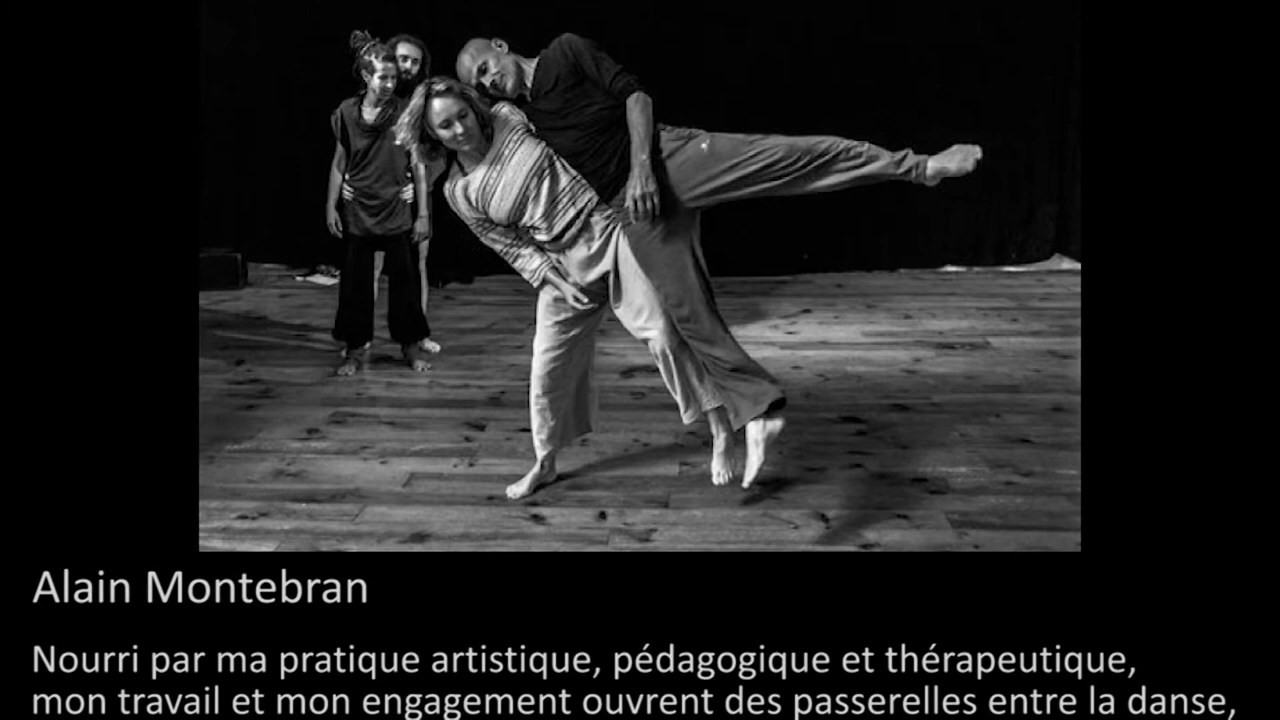 Alain Montebran
Nourri par ma pratique artistique, pédagogique et thérapeutique,
mon travail et mon engagement ouvrent des passerelles entre la danse,